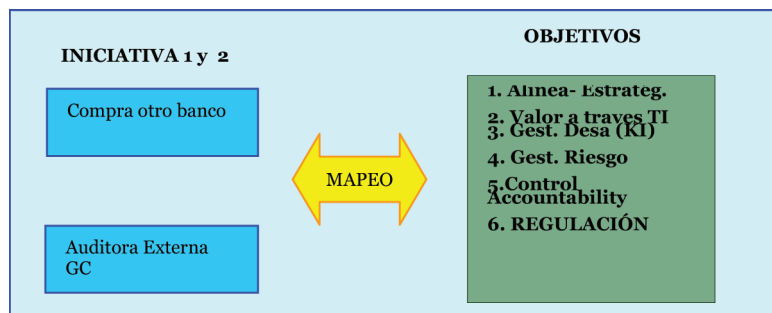 INICIATIVA 1 y 2
Compra otro banco
Auditora Externa
GC
MAPEO
OBJETIVOS
1. Alinea- Estrateg.
2. Valor a traves TI
3. Gest. Desa (KI)
4. Gest. Riesgo
5.Control
Accountability
6. REGULACIÓN